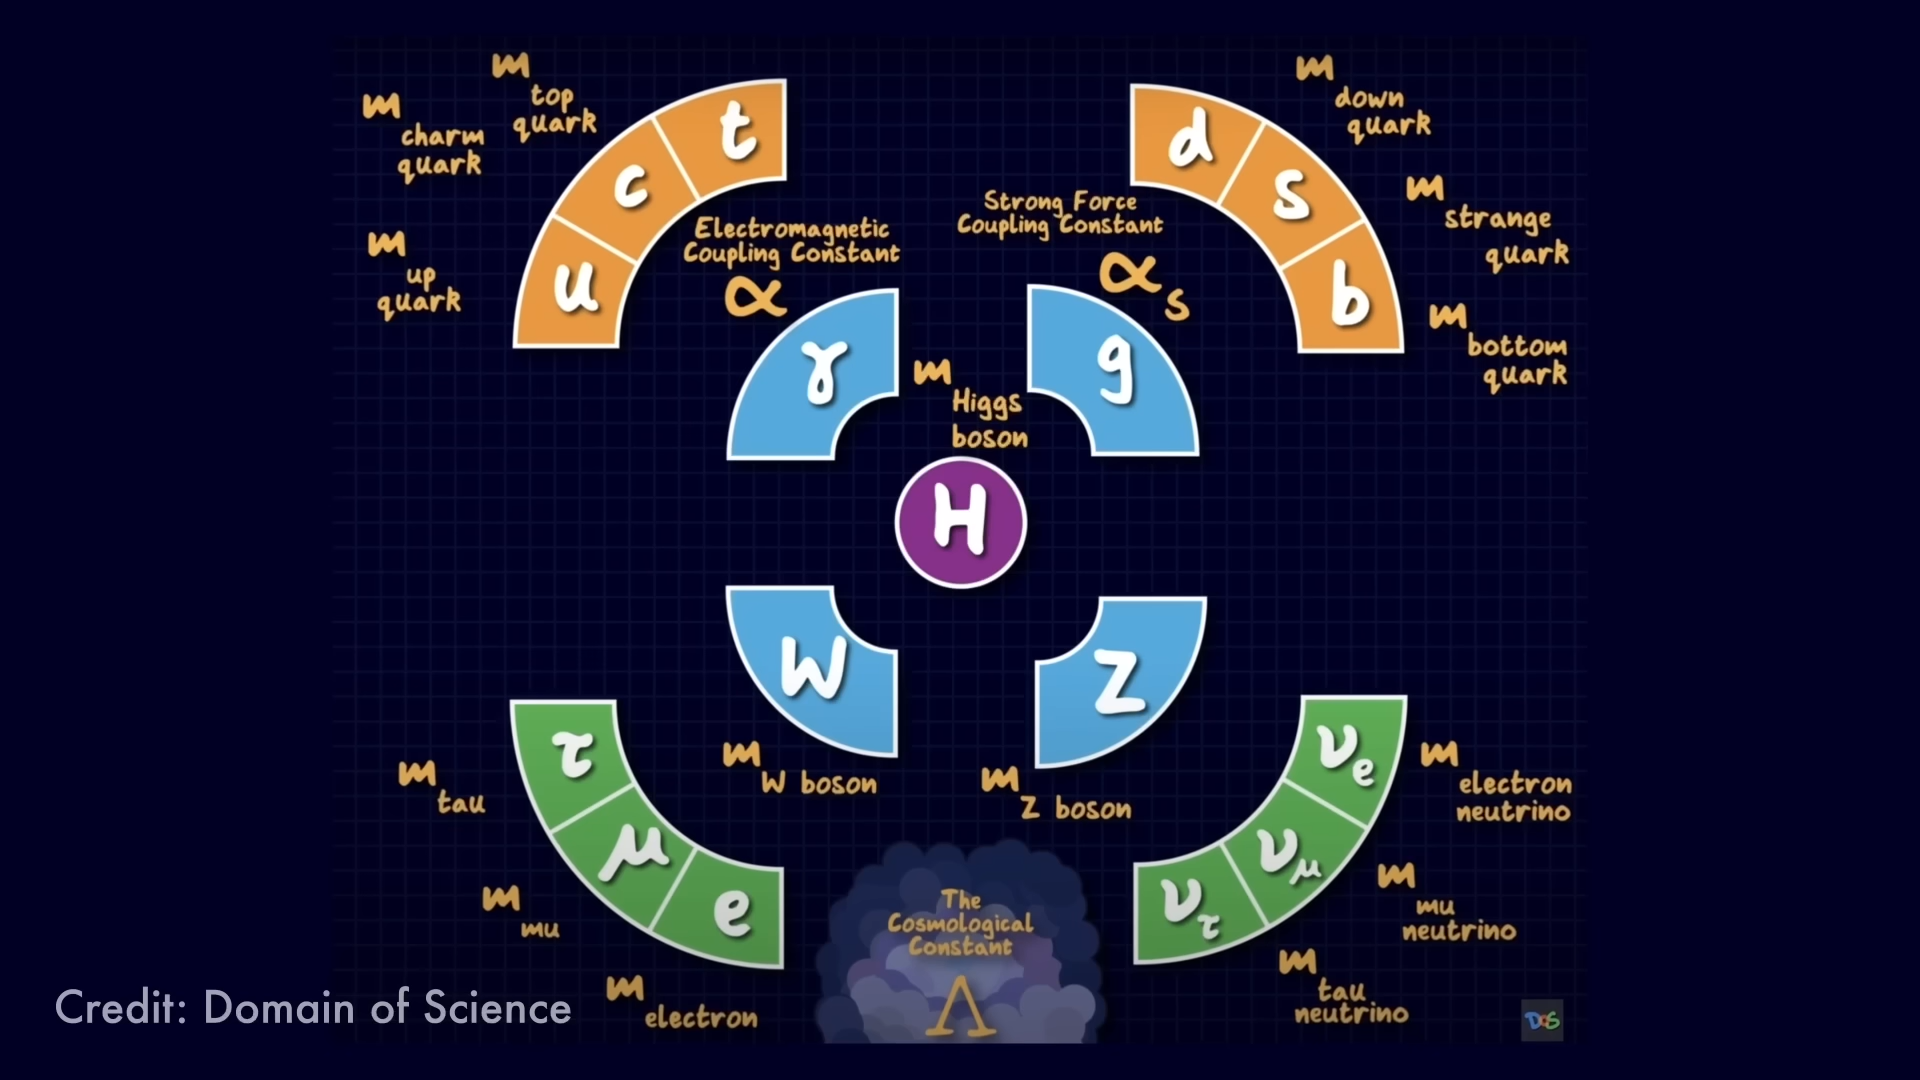 m
top
quark
m
charm
quark
t
c
m
up
quark
u
Electromagnetic
Coupling Constant
α
Strong Force
Coupling Constant
α
s
m
down
quark
d
s
m
strange
quark
b
m
bottom
quark
γ
g
m
Higgs
boson
H
W
Z
m
W boson
m
Z boson
τ
m
tau
μ
m
mu
e
m
electron
The
Cosmological
Constant
Λ
νe
m
electron
neutrino
νμ
m
mu
neutrino
ντ
m
tau
neutrino
Credit: Domain of Science
DoS